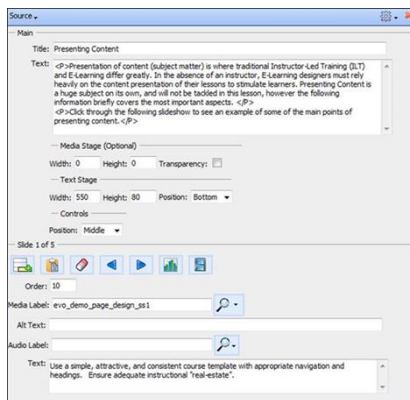 Source
Main
Title: Presenting Content
Text: <P>Presentation of content (subject matter) is where traditional Instructor-Led Training (ILT)
and E-Learning differ greatly. In the absence of an instructor, E-Learning designers must rely
heavily on the content presentation of their lessons to stimulate learners. Presenting Content is
a huge subject on its own, and will not be tadded in this lesson, however the following
information briefly covers the most important aspects. </P>
<P>Click through the following slideshow to see an example of some of the main points of
presenting content.</P>
Media Stage (Optional)
Width: 0 Height: 0 Transparency:
Text Stage
Width: 550 Height: 80 Position: Bottom
Controls
Position: Middle
Slide 1 of 5
Order: 10
Media Label: evo_demo_page_design_ss1
Alt Text:
Audio Label:
Text: Use a simple, attractive, and consistent course template with appropriate navigation and
headings. Ensure adequate instructional "real-estate".